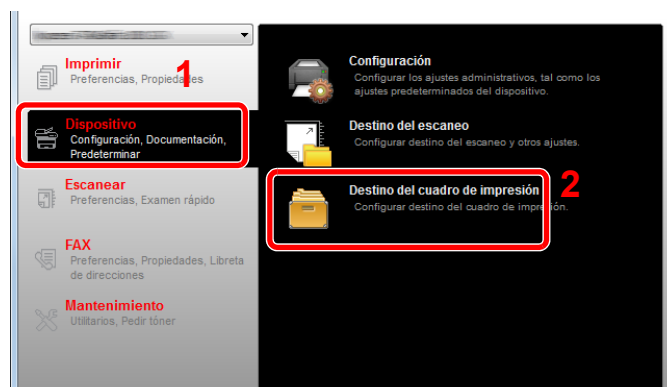 Imprimir
Preferencias, Propiedades
1
Dispositivo
Configuración, Documentación,
Predeterminar
Escanear
Preferencias, Examen rápido
FAX
Preferencias, Propiedades, Libreta
de direcciones
Mantenimiento
Utilitarios, Pedir tóner
Configuración
Configurar los ajustes administrativos, tal como los
ajustes predeterminados del dispositivo.
Destino del escaneo
Configurar destino del escaneo y otros ajustes.
Destino del cuadro de impresión
2
Configurar destino del cuadro de impresión.